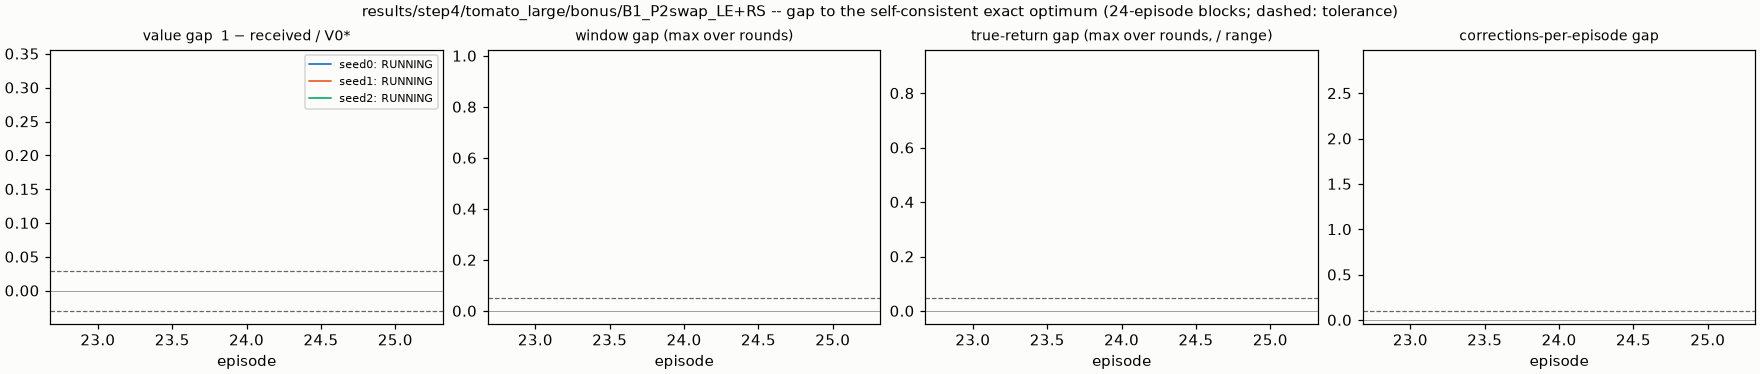 results/step4/tomato_large/bonus/B1_P2swap_LE+RS -- gap to the self-consistent exact optimum (24-episode blocks; dashed: tolerance)
value gap 1 − received / V0*
0.35
0.30
0.25
0.20
0.15
0.10
0.05
0.00
seed0: RUNNING
seed1: RUNNING
seed2: RUNNING
23.0 23.5 24.0 24.5 25.0
episode
window gap (max over rounds)
1.0
0.8
0.6
0.4
0.2
0.0
23.0 23.5 24.0 24.5 25.0
episode
true-return gap (max over rounds, / range)
0.8
0.6
0.4
0.2
0.0
23.0 23.5 24.0 24.5 25.0
episode
corrections-per-episode gap
2.5
2.0
1.5
1.0
0.5
0.0
23.0 23.5 24.0 24.5 25.0
episode